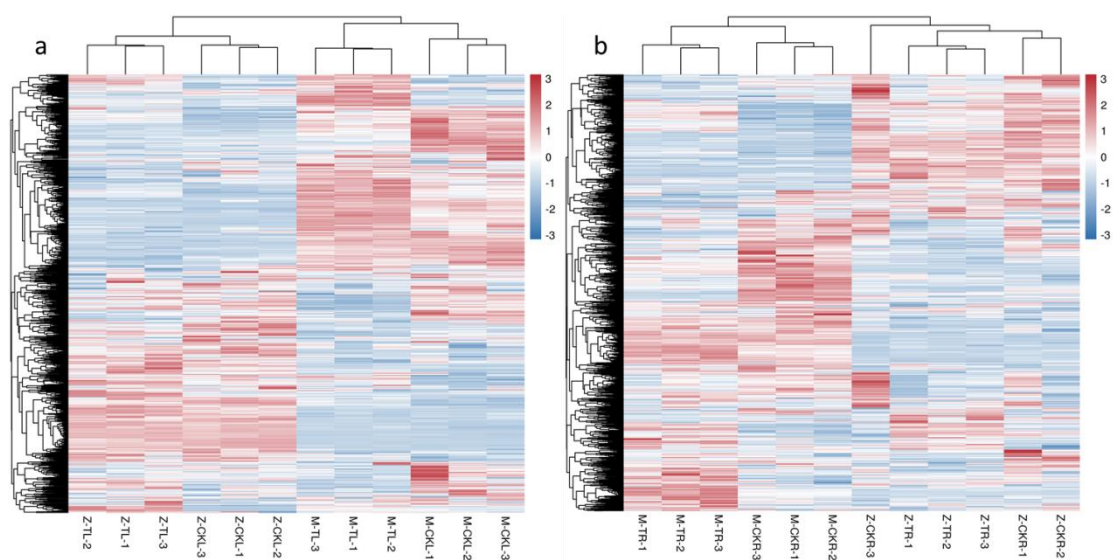 a
b
3
2
1
0
-1
-2
-3
3
2
1
0
-1
-2
-3
Z-TL-2
Z-TL-1
Z-TL-3
Z-CKL-3
Z-CKL-1
Z-CKL-2
M-TL-3
M-TL-1
M-TL-2
M-CKL-1
M-CKL-2
M-CKL-3
M-TR-1
M-TR-2
M-TR-3
M-CKR-3
M-CKR-1
M-CKR-2
Z-CKR-3
Z-TR-1
Z-TR-2
Z-TR-3
Z-CKR-1
Z-CKR-2